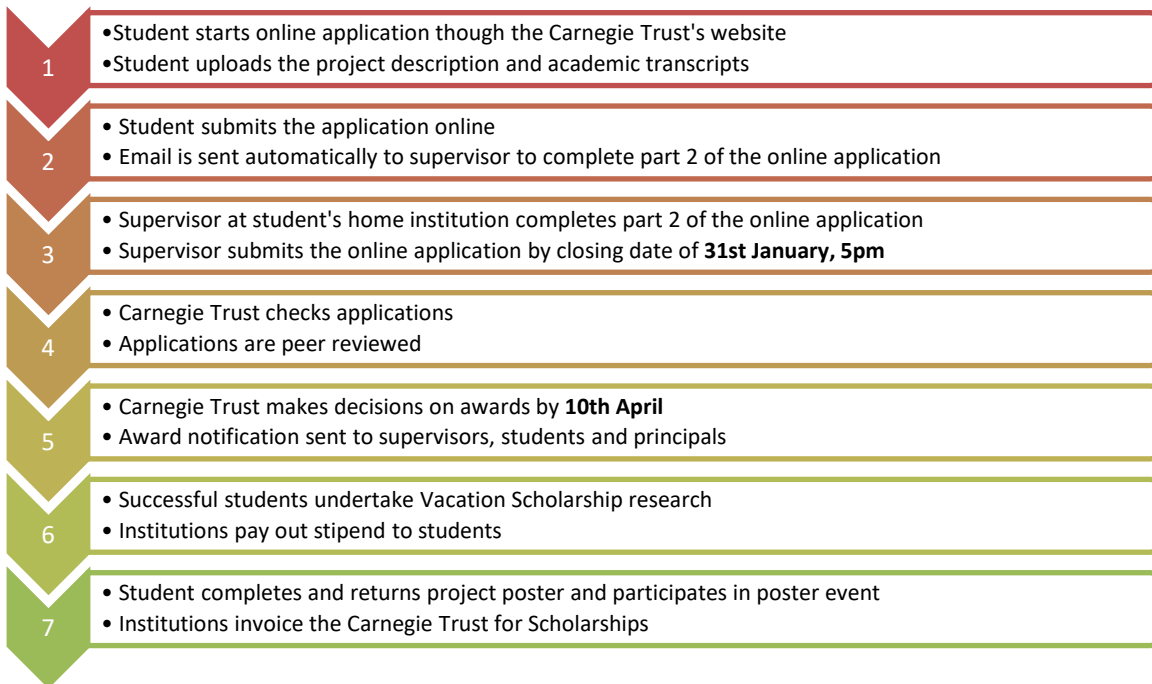 1
•Student starts online application though the Carnegie Trust's website
•Student uploads the project description and academic transcripts
2
• Student submits the application online
• Email is sent automatically to supervisor to complete part 2 of the online application
3
• Supervisor at student's home institution completes part 2 of the online application
• Supervisor submits the online application by closing date of 31st January, 5pm
4
• Carnegie Trust checks applications
• Applications are peer reviewed
5
• Carnegie Trust makes decisions on awards by 10th April
• Award notification sent to supervisors, students and principals
6
• Successful students undertake Vacation Scholarship research
• Institutions pay out stipend to students
7
• Student completes and returns project poster and participates in poster event
• Institutions invoice the Carnegie Trust for Scholarships